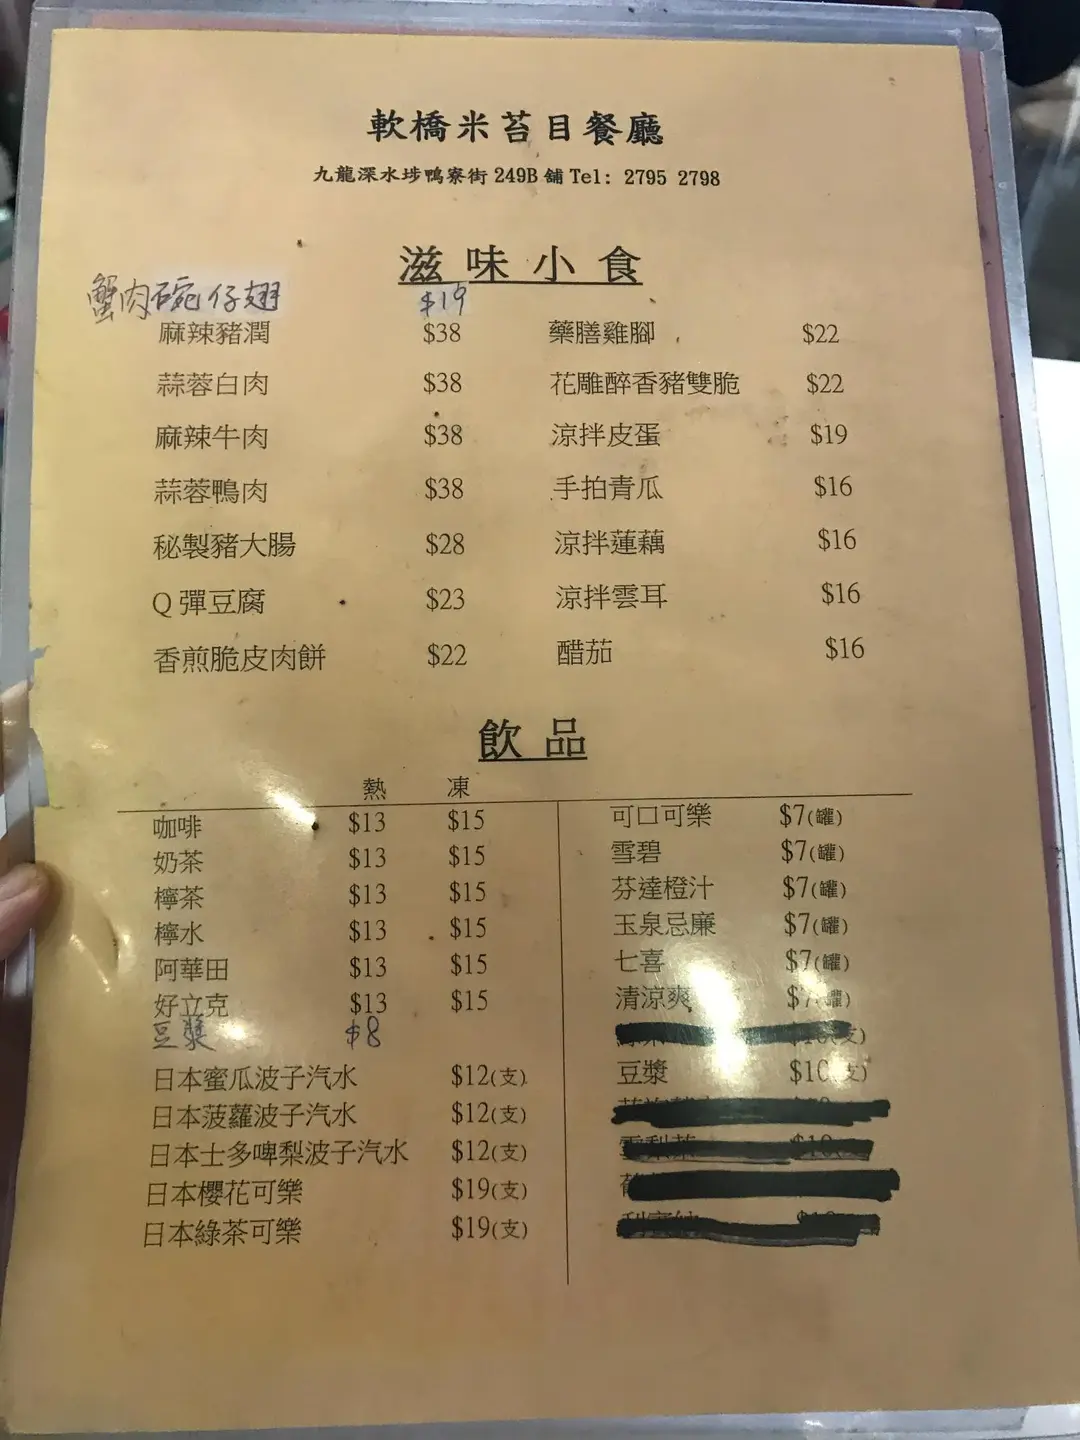 軟橋米苔目餐廳
九龍深水埗鴨寮街 249B 舖 Tel: 2795 2798
滋味小食
蟹肉碗仔翅 $19
麻辣豬潤 $38 藥膳雞腳 $22
蒜蓉白肉 $38 花雕醉香豬雙脆 $22
麻辣牛肉 $38 涼拌皮蛋 $19
蒜蓉鴨肉 $38 手拍青瓜 $16
秘製豬大腸 $28 涼拌蓮藕 $16
Q 彈豆腐 $23 涼拌雲耳 $16
香煎脆皮肉餅 $22 醋茄 $16
飲品
熱 凍
咖啡 $13 $15 可口可樂 $7(罐)
奶茶 $13 $15 雪碧 $7(罐)
檸茶 $13 $15 芬達橙汁 $7(罐)
檸水 $13 $15 玉泉忌廉 $7(罐)
阿華田 $13 $15 七喜 $7(罐)
好立克 $13 $15 清涼爽 $7(罐)
豆漿 $8
日本蜜瓜波子汽水 $12(支) 豆漿 $10(支)
日本菠蘿波子汽水 $12(支)
日本士多啤梨波子汽水 $12(支)
日本櫻花可樂 $19(支)
日本綠茶可樂 $19(支)